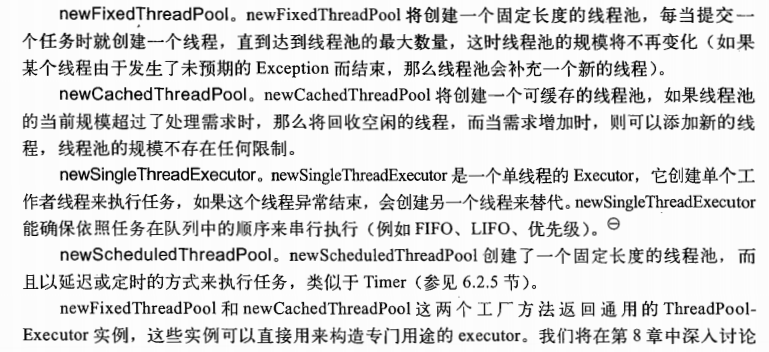 newFixedThreadPool。newFixedThreadPool 将创建一个固定长度的线程池，每当提交一
个任务时就创建一个线程，直到达到线程池的最大数量，这时线程池的规模将不再变化（如果
某个线程由于发生了未预期的 Exception 而结束，那么线程池会补充一个新的线程）。
newCachedThreadPool。newCachedThreadPool 将创建一个可缓存的线程池，如果线程池
的当前规模超过了处理需求时，那么将回收空闲的线程，而当需求增加时，则可以添加新的线
程，线程池的规模不存在任何限制。
newSingleThreadExecutor。newSingleThreadExecutor 是一个单线程的 Executor，它创建单个工
作者线程来执行任务，如果这个线程异常结束，会创建另一个线程来替代。newSingleThreadExecutor
能确保依照任务在队列中的顺序来串行执行（例如 FIFO、LIFO、优先级）。㊀
newScheduledThreadPool。newScheduledThreadPool 创建了一个固定长度的线程池，而
且以延迟或定时的方式来执行任务，类似于 Timer（参见 6.2.5 节）。
newFixedThreadPool 和 newCachedThreadPool 这两个工厂方法返回通用的 ThreadPool-
Executor 实例，这些实例可以直接用来构造专门用途的 executor。我们将在第 8 章中深入讨论